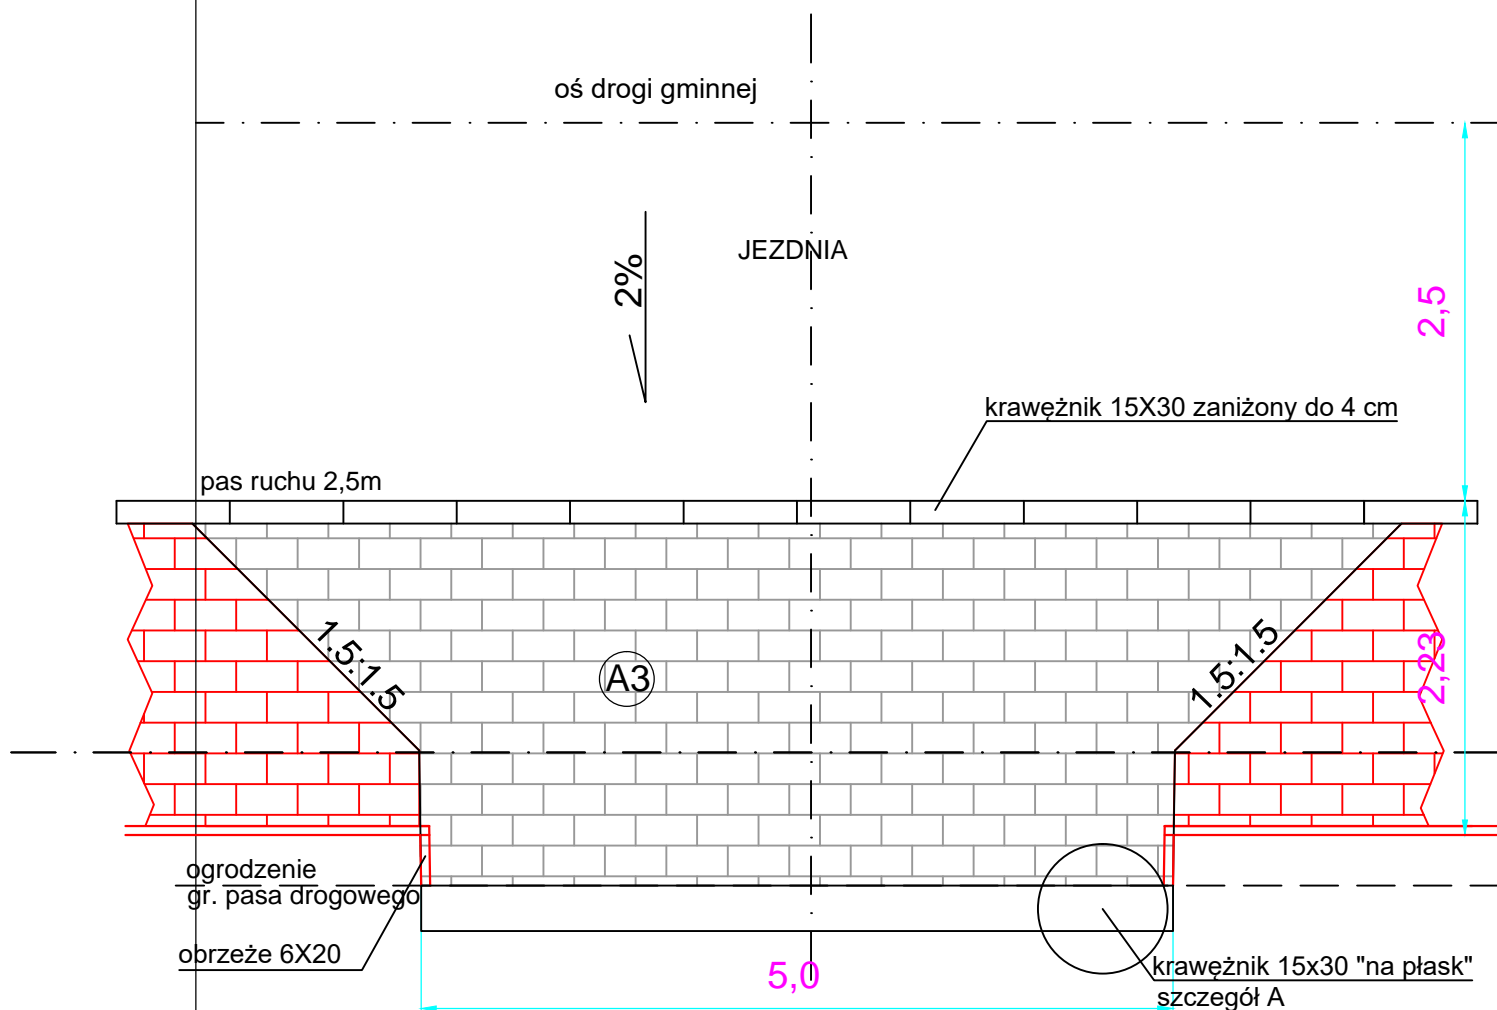 oś drogi gminnej
JEZDNIA
2%
2,5
krawężnik 15X30 zaniżony do 4 cm
pas ruchu 2,5m
1.5:1.5
A3
1.5:1.5
2,23
ogrodzenie
gr. pasa drogowego
obrzeże 6X20
5,0
krawężnik 15x30 "na płask"
szczegół A